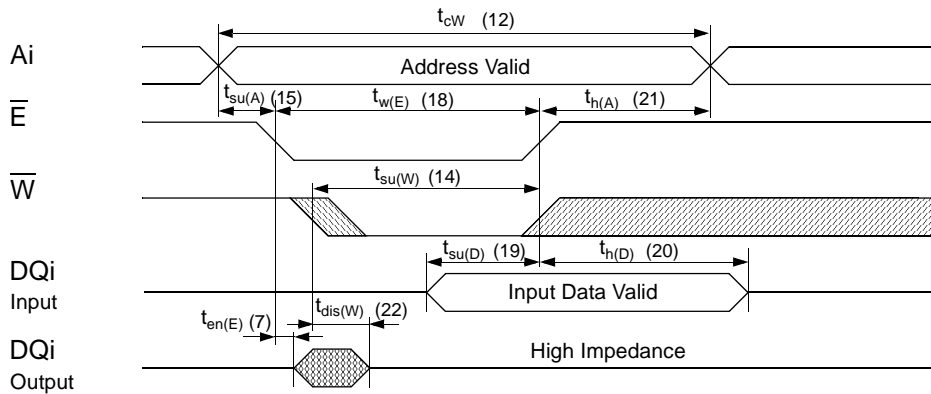 t_cW (12)
Ai
Address Valid
t_su(A) (15)
t_w(E) (18)
t_h(A) (21)
E̅
t_su(W) (14)
W̅
t_su(D) (19)
t_h(D) (20)
DQi
Input
Input Data Valid
t_en(E) (7)
t_dis(W) (22)
DQi
Output
High Impedance